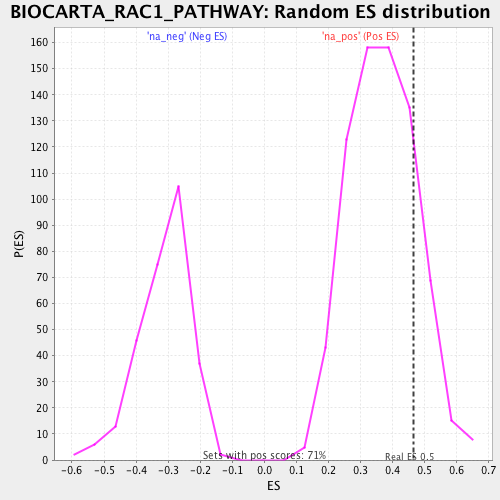 BIOCARTA_RAC1_PATHWAY: Random ES distribution
'na_neg' (Neg ES)
'na_pos' (Pos ES)
160
150
140
130
120
110
100
90
80
70
60
50
40
30
20
10
0
P(ES)
Sets with pos scores: 71%
Real ES 0.5
-0.6 -0.5 -0.4 -0.3 -0.2 -0.1 0.0 0.1 0.2 0.3 0.4 0.5 0.6 0.7
ES